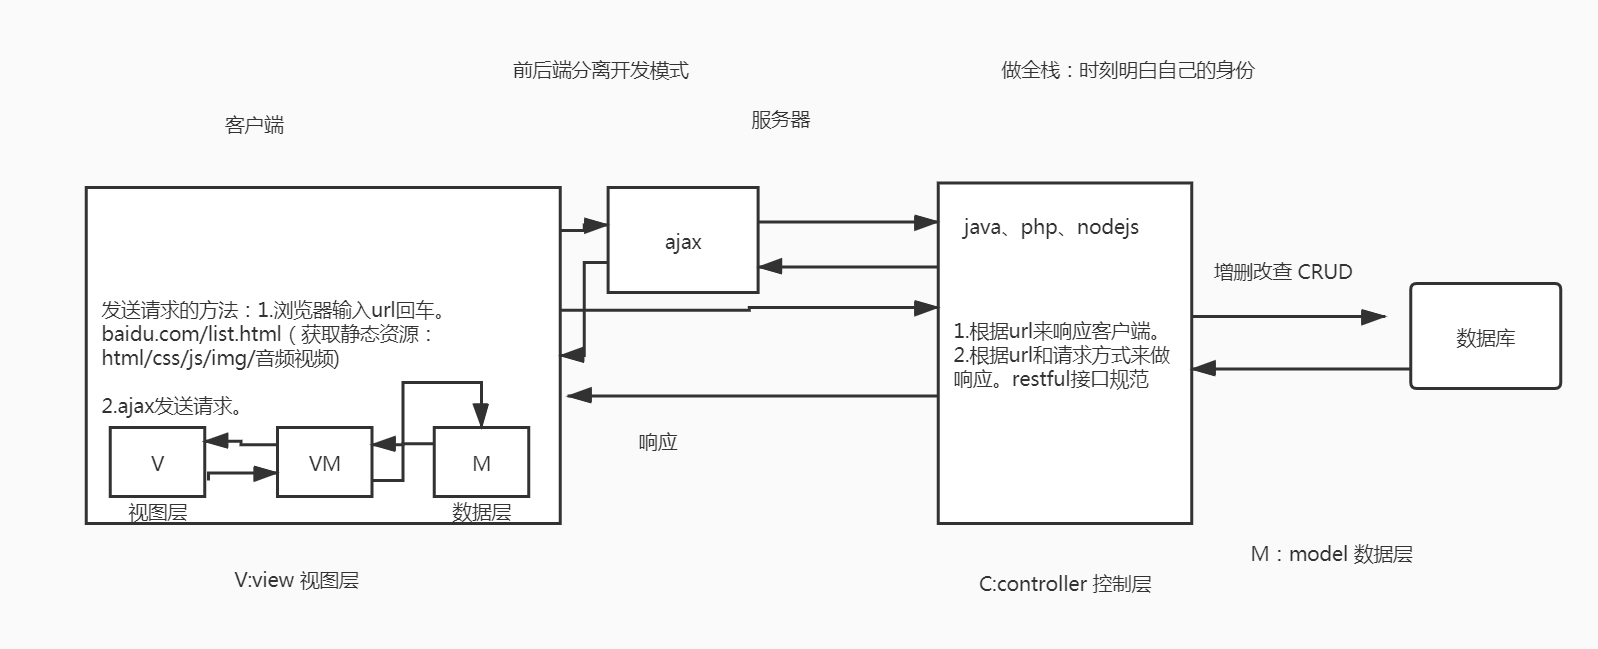 前后端分离开发模式
做全栈：时刻明白自己的身份
客户端
服务器
ajax
java、php、nodejs
增删改查 CRUD
发送请求的方法：1.浏览器输入url回车。
baidu.com/list.html（获取静态资源：
html/css/js/img/音频视频)
1.根据url来响应客户端。
2.根据url和请求方式来做
响应。restful接口规范
数据库
2.ajax发送请求。
响应
V
VM
M
视图层
数据层
V:view 视图层
C:controller 控制层
M：model 数据层